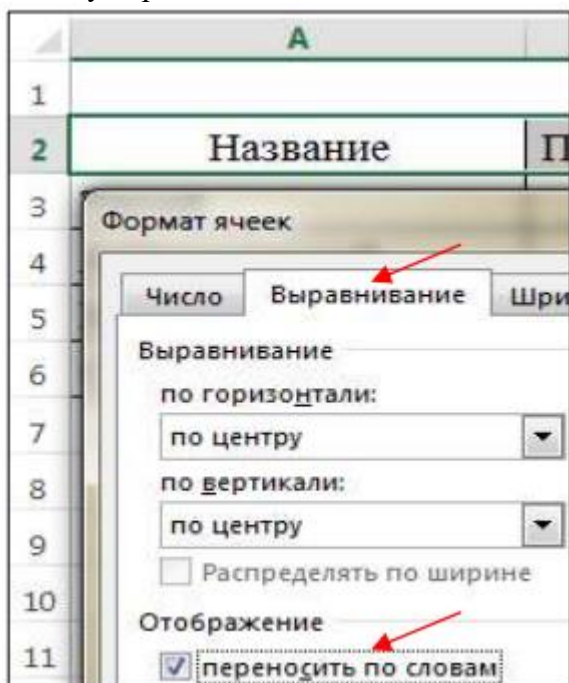 A
1
2 Название П
3
Формат ячеек
4
Число Выравнивание Шри
5
Выравнивание
6
по горизонтали:
7
по центру
8
по вертикали:
по центру
9
Распределять по ширине
10
Отображение
11
переносить по словам